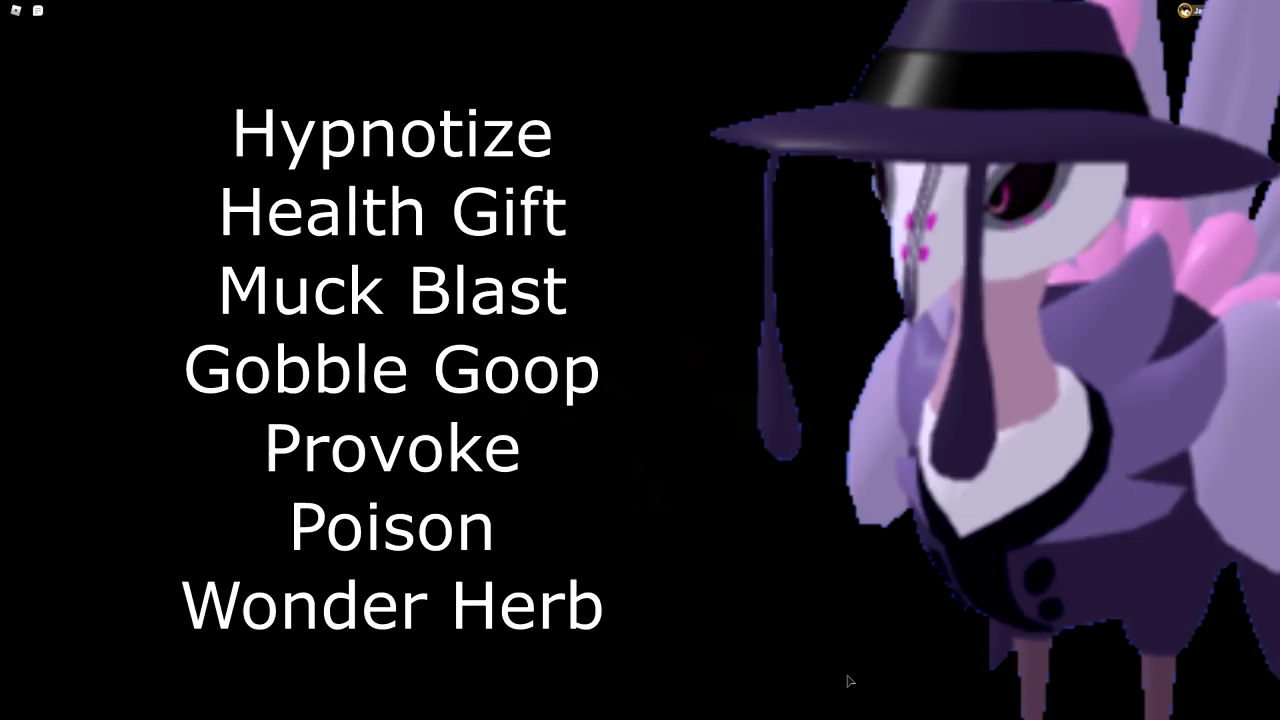 Hypnotize
Health Gift
Muck Blast
Gobble Goop
Provoke
Poison
Wonder Herb